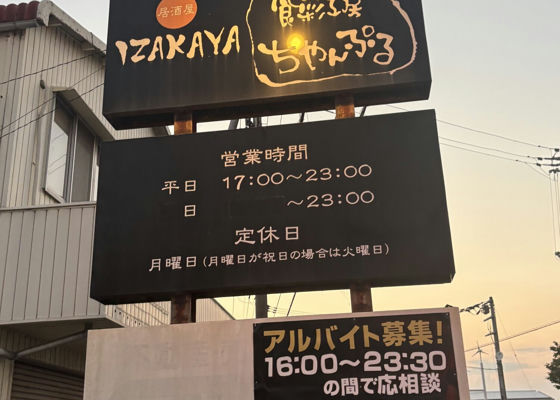 居酒屋
IZAKAYA
食彩ふる
ちゃんぷる
営業時間
平日 17:00～23:00
日 ～23:00
定休日
月曜日(月曜日が祝日の場合は火曜日)
アルバイト募集!
16:00～23:30
の間で応相談